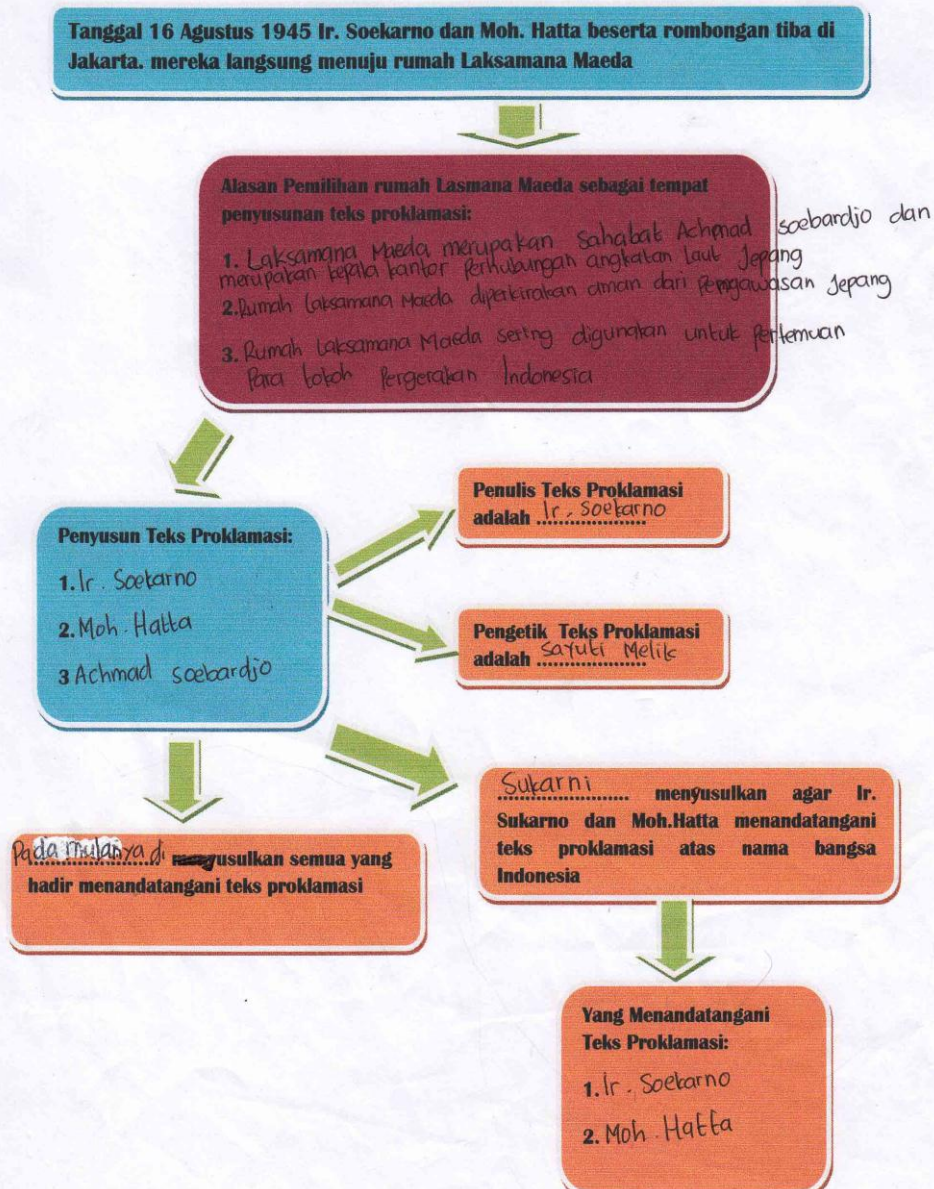 Tanggal 16 Agustus 1945 Ir. Soekarno dan Moh. Hatta beserta rombongan tiba di
Jakarta. mereka langsung menuju rumah Laksamana Maeda
Alasan Pemilihan rumah Lasmana Maeda sebagai tempat
penyusunan teks proklamasi:
1. Laksamana Maeda merupakan Sahabat Achmad soebardjo dan
merupakan kepala kantor Perhubungan angkatan laut Jepang
2. Rumah laksamana Maeda diperkirakan aman dari Pengawasan Jepang
3. Rumah Laksamana Maeda sering digunakan untuk Pertemuan
Para tokoh Pergerakan Indonesia
Penulis Teks Proklamasi
adalah Ir. Soekarno
Penyusun Teks Proklamasi:
1. Ir. Soekarno
2. Moh. Hatta
3 Achmad soebardjo
Pengetik Teks Proklamasi
adalah Sayuti Melik
Sukarni menyusulkan agar Ir.
Sukarno dan Moh.Hatta menandatangani
teks proklamasi atas nama bangsa
Indonesia
Pada mulanya di usulkan semua yang
hadir menandatangani teks proklamasi
Yang Menandatangani
Teks Proklamasi:
1. Ir. Soekarno
2. Moh. Hatta